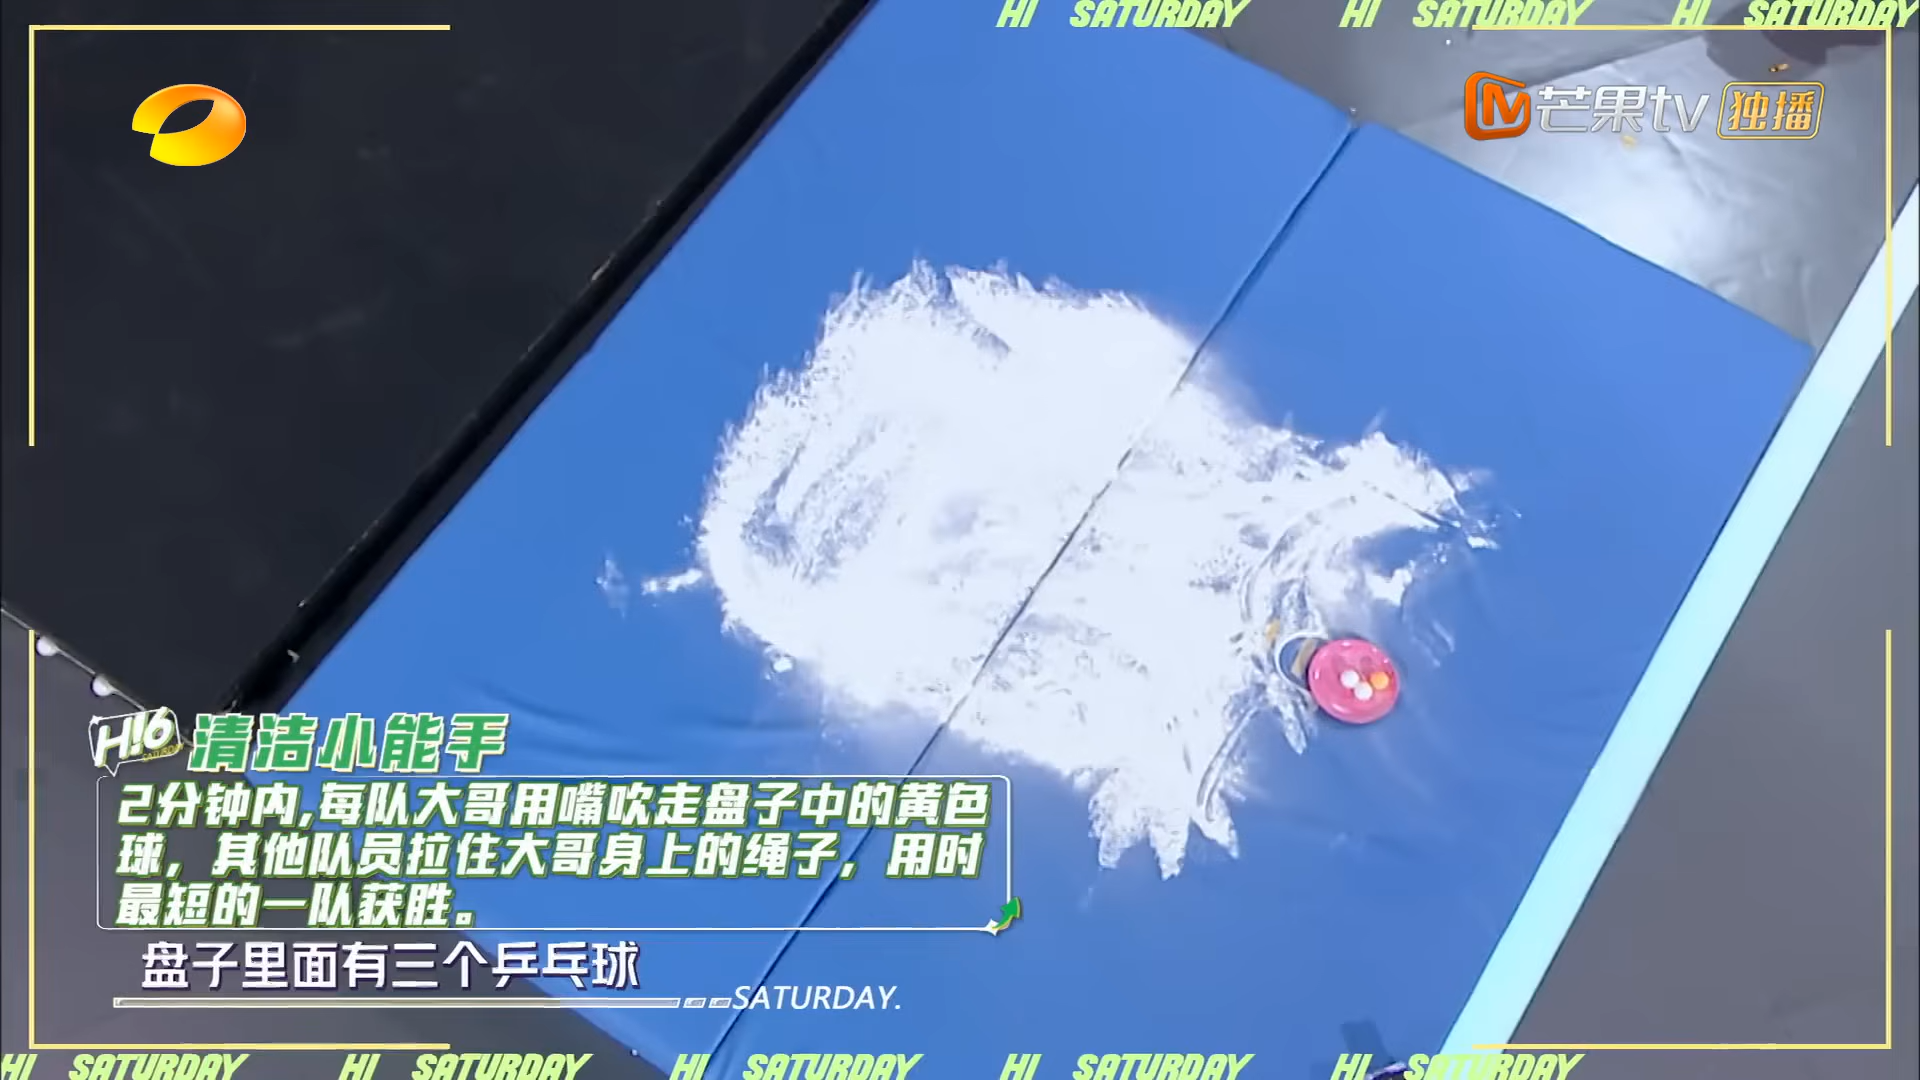 HI SATURDAY HI SATURDAY HI SATURDAY
芒果tv 独播
H!6 清洁小能手
SATURDAY
2分钟内,每队大哥用嘴吹走盘子中的黄色
球，其他队员拉住大哥身上的绳子，用时
最短的一队获胜。
盘子里面有三个乒乓球
SATURDAY.
HI SATURDAY HI SATURDAY HI SATURDAY HI SATURDAY HI SATURDAY